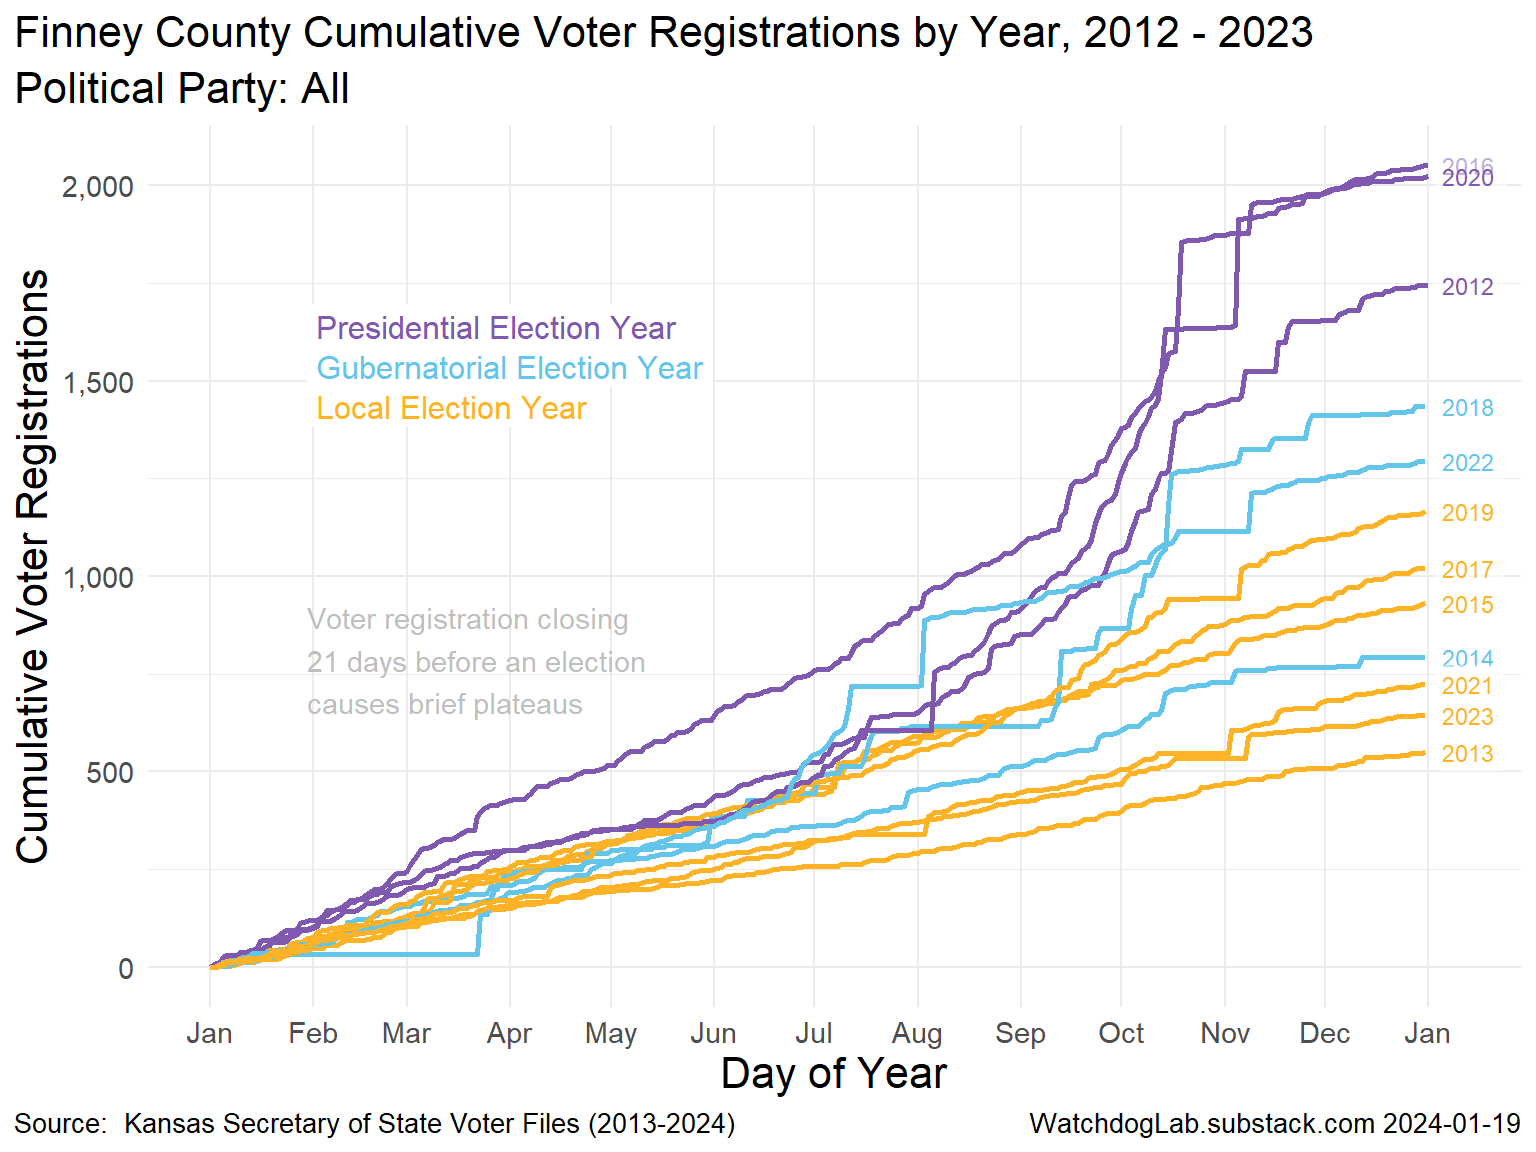 Finney County Cumulative Voter Registrations by Year, 2012 - 2023
Political Party: All
Cumulative Voter Registrations
2,000
1,500
1,000
500
0
Presidential Election Year
Gubernatorial Election Year
Local Election Year
Voter registration closing
21 days before an election
causes brief plateaus
2016
2020
2012
2018
2022
2019
2017
2015
2014
2021
2023
2013
Jan Feb Mar Apr May Jun Jul Aug Sep Oct Nov Dec Jan
Day of Year
Source:  Kansas Secretary of State Voter Files (2013-2024)
WatchdogLab.substack.com 2024-01-19